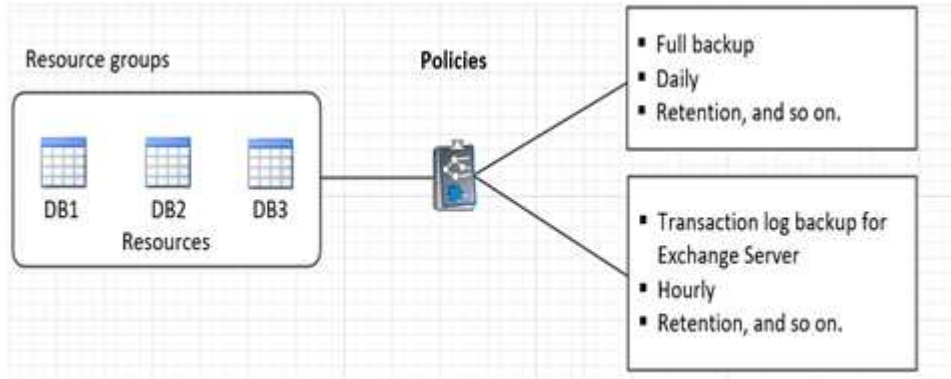 Resource groups
DB1
DB2
DB3
Resources
Policies
▪ Full backup
▪ Daily
▪ Retention, and so on.
▪ Transaction log backup for
Exchange Server
▪ Hourly
▪ Retention, and so on.